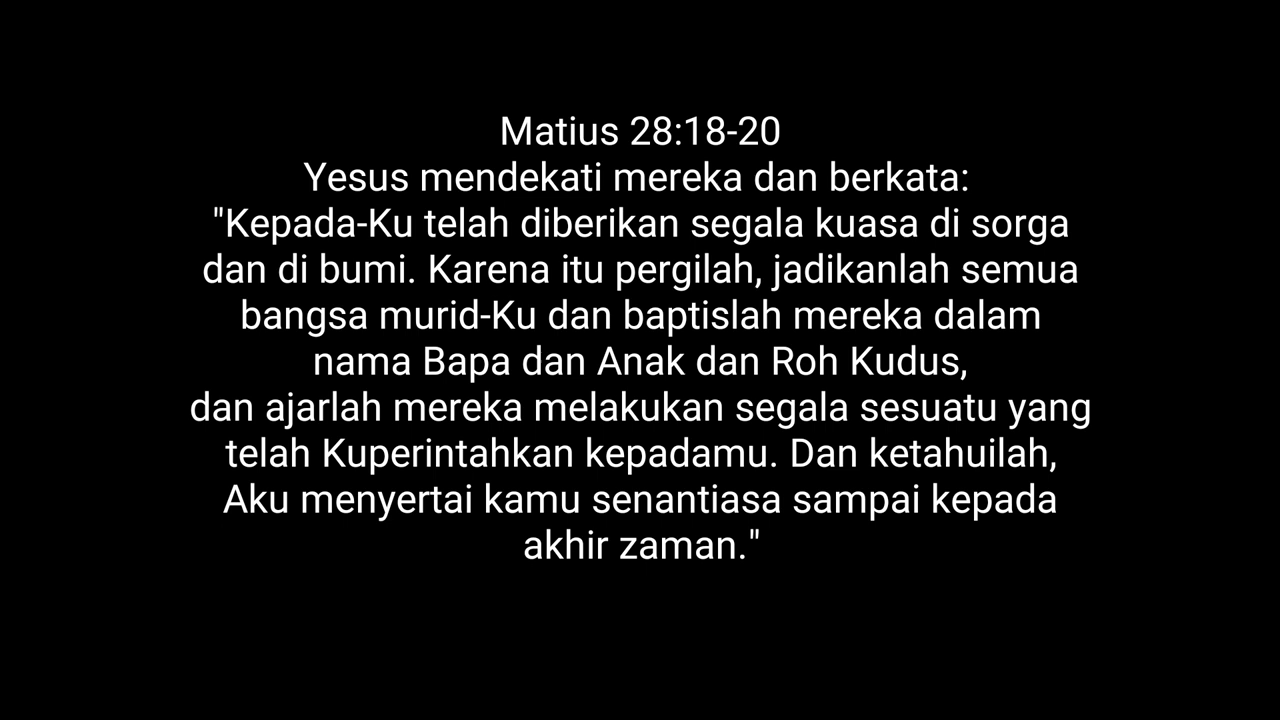 Matius 28:18-20
Yesus mendekati mereka dan berkata:
"Kepada-Ku telah diberikan segala kuasa di sorga
dan di bumi. Karena itu pergilah, jadikanlah semua
bangsa murid-Ku dan baptislah mereka dalam
nama Bapa dan Anak dan Roh Kudus,
dan ajarlah mereka melakukan segala sesuatu yang
telah Kuperintahkan kepadamu. Dan ketahuilah,
Aku menyertai kamu senantiasa sampai kepada
akhir zaman."